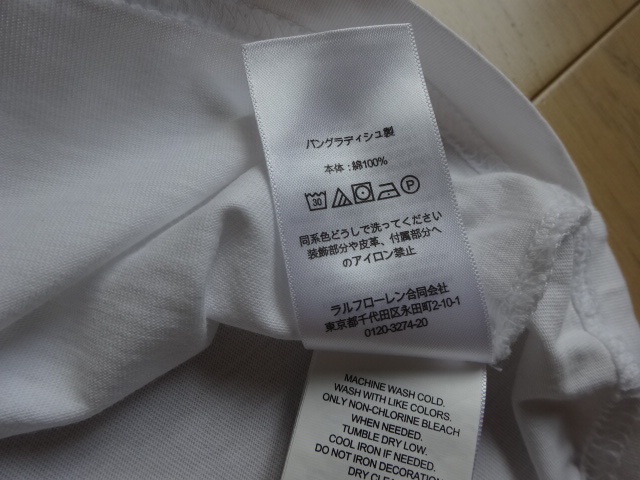 バングラディシュ製
本体：綿100%
30 P
同系色どうしで洗ってください
装飾部分や皮革、付属部分へ
のアイロン禁止
ラルフローレン合同会社
東京都千代田区永田町2-10-1
0120-3274-20
MACHINE WASH COLD.
WASH WITH LIKE COLORS.
ONLY NON-CHLORINE BLEACH
WHEN NEEDED.
TUMBLE DRY LOW.
COOL IRON IF NEEDED.
DO NOT IRON DECORATION
DRY CLEA